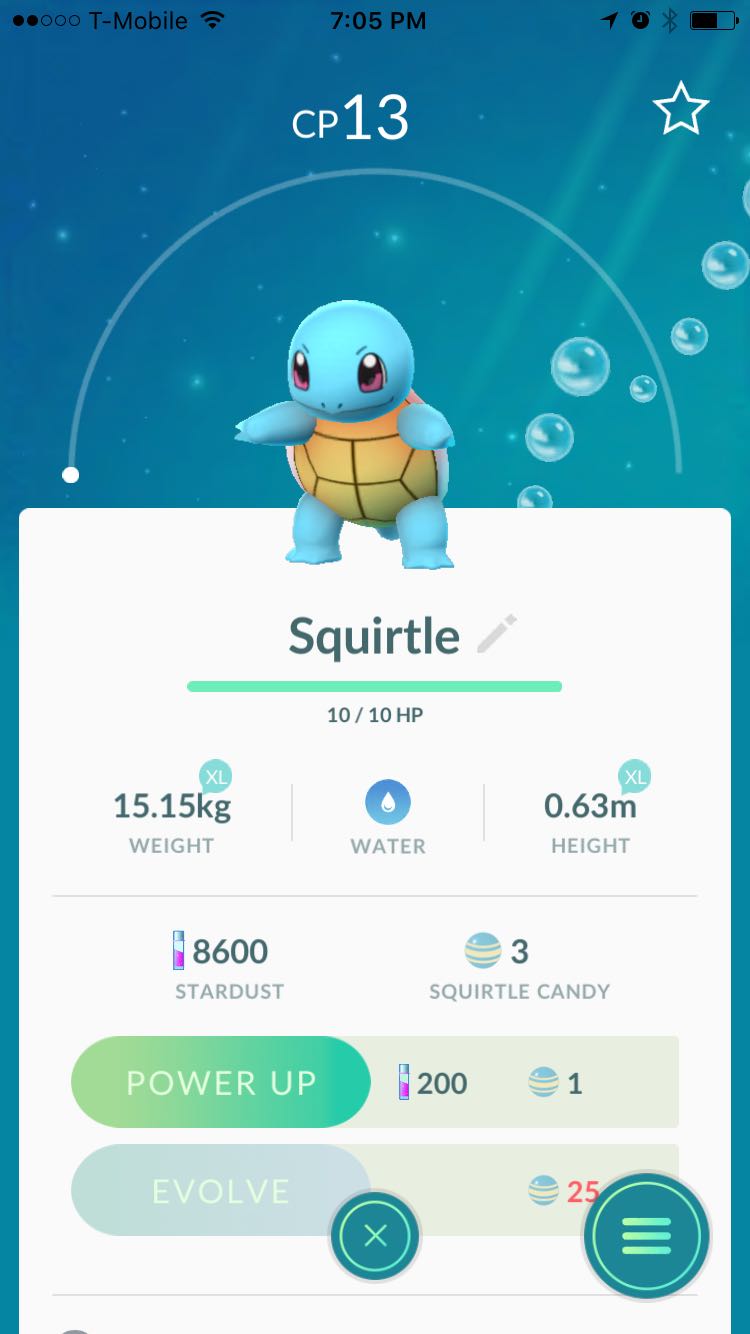 T-Mobile 7:05 PM
CP13
Squirtle
10 / 10 HP
XL XL
15.15kg 0.63m
WEIGHT WATER HEIGHT
8600 3
STARDUST SQUIRTLE CANDY
POWER UP 200 1
EVOLVE 25